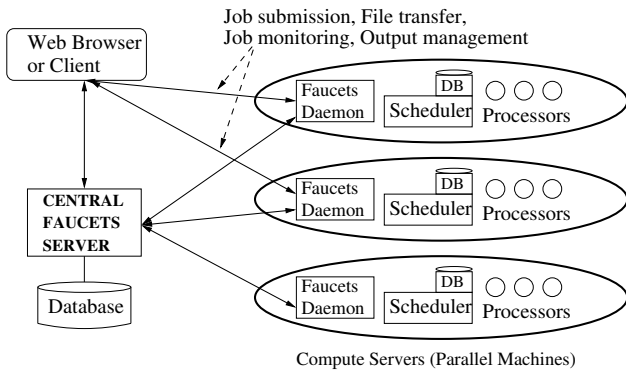 Job submission, File transfer,
Job monitoring, Output management
Web Browser
or Client
Faucets
Daemon
DB
Scheduler
Processors
Faucets
Daemon
DB
Scheduler
Processors
CENTRAL
FAUCETS
SERVER
Database
Faucets
Daemon
DB
Scheduler
Processors
Compute Servers (Parallel Machines)